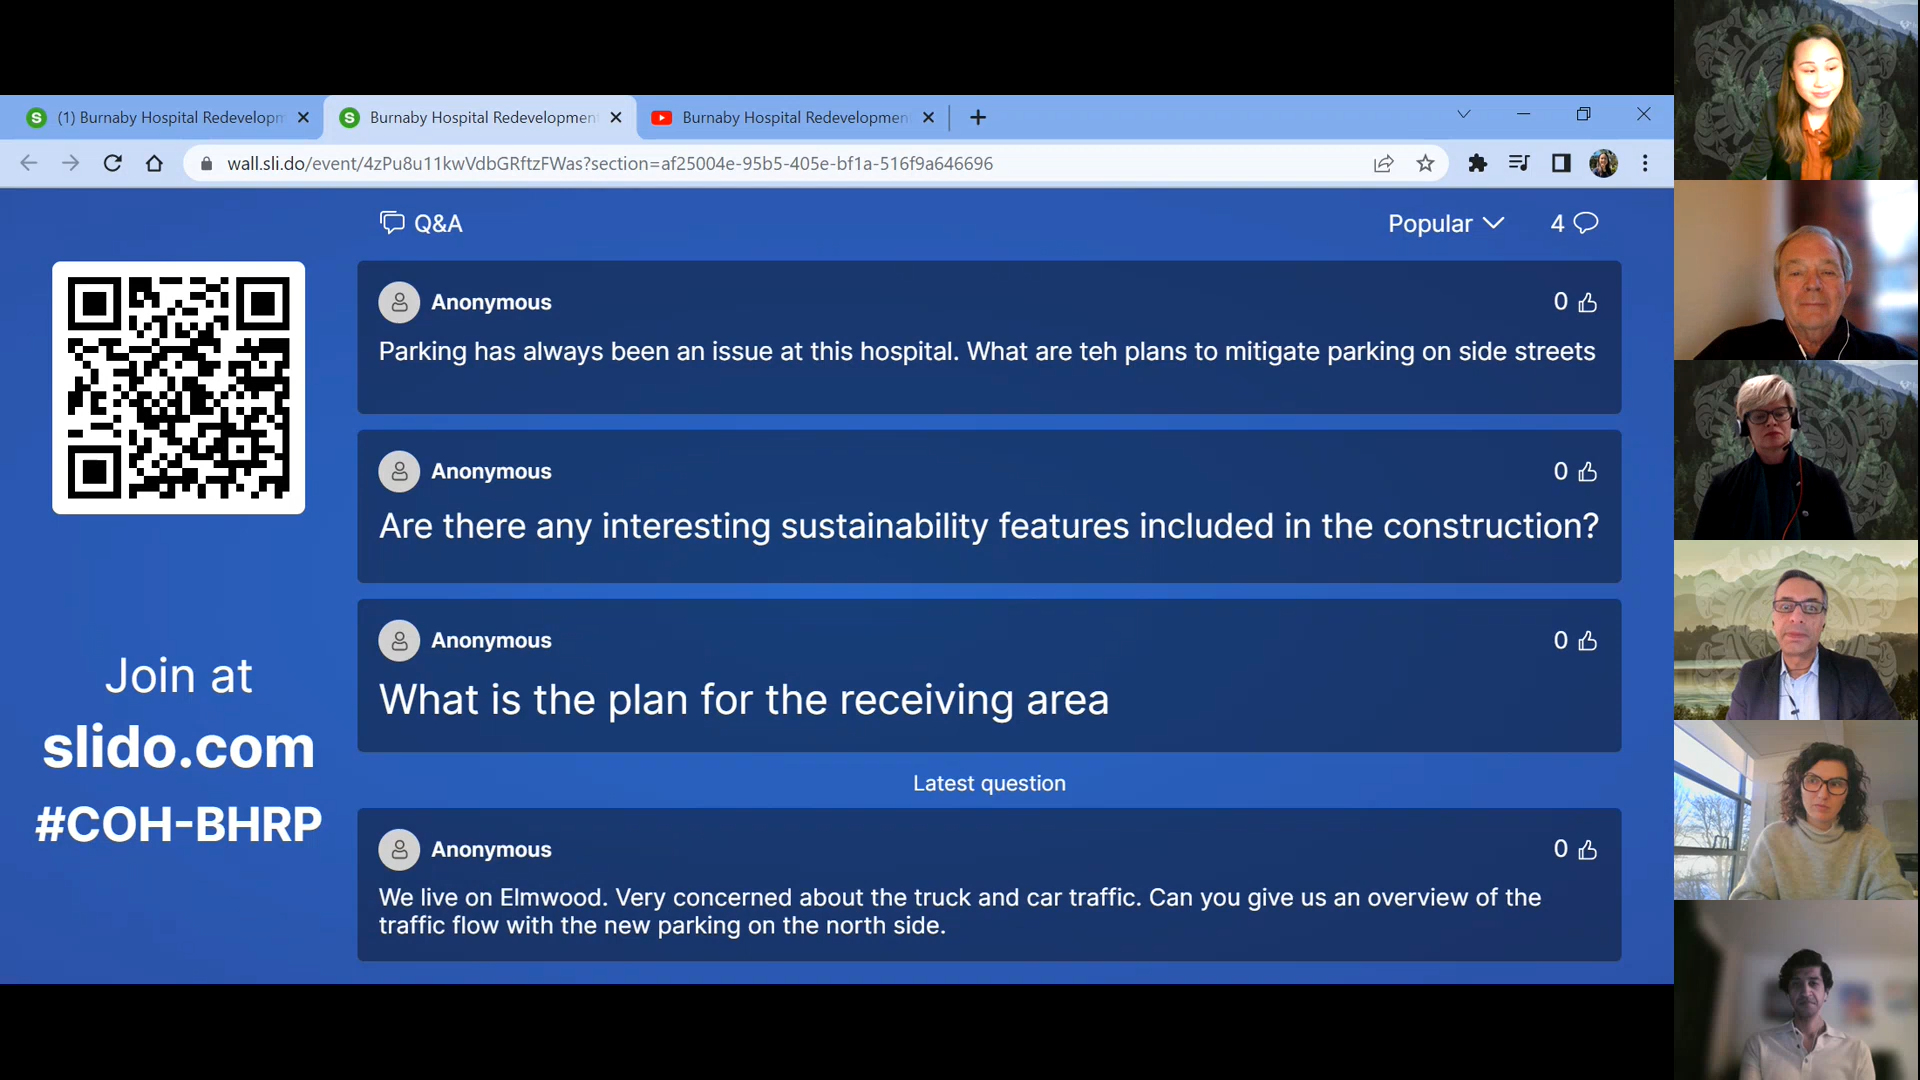 (1) Burnaby Hospital Redevelopm
Burnaby Hospital Redevelopmen
Burnaby Hospital Redevelopmen
wall.sli.do/event/4zPu8u11kwVdbGRftzFWas?section=af25004e-95b5-405e-bf1a-516f9a646696
Q&A
Popular
4
Anonymous
0
Parking has always been an issue at this hospital. What are teh plans to mitigate parking on side streets
Anonymous
0
Are there any interesting sustainability features included in the construction?
Anonymous
0
What is the plan for the receiving area
Latest question
Anonymous
0
We live on Elmwood. Very concerned about the truck and car traffic. Can you give us an overview of the
traffic flow with the new parking on the north side.
Join at
slido.com
#COH-BHRP